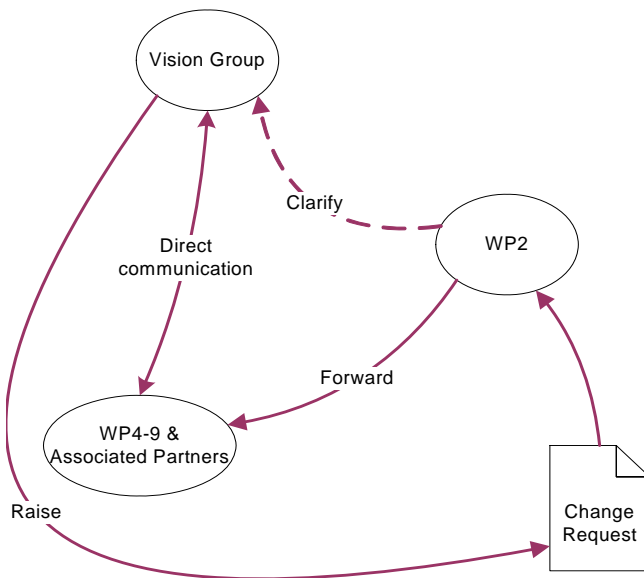 Vision Group
Clarify
WP2
Direct
communication
Forward
WP4-9 &
Associated Partners
Raise
Change
Request